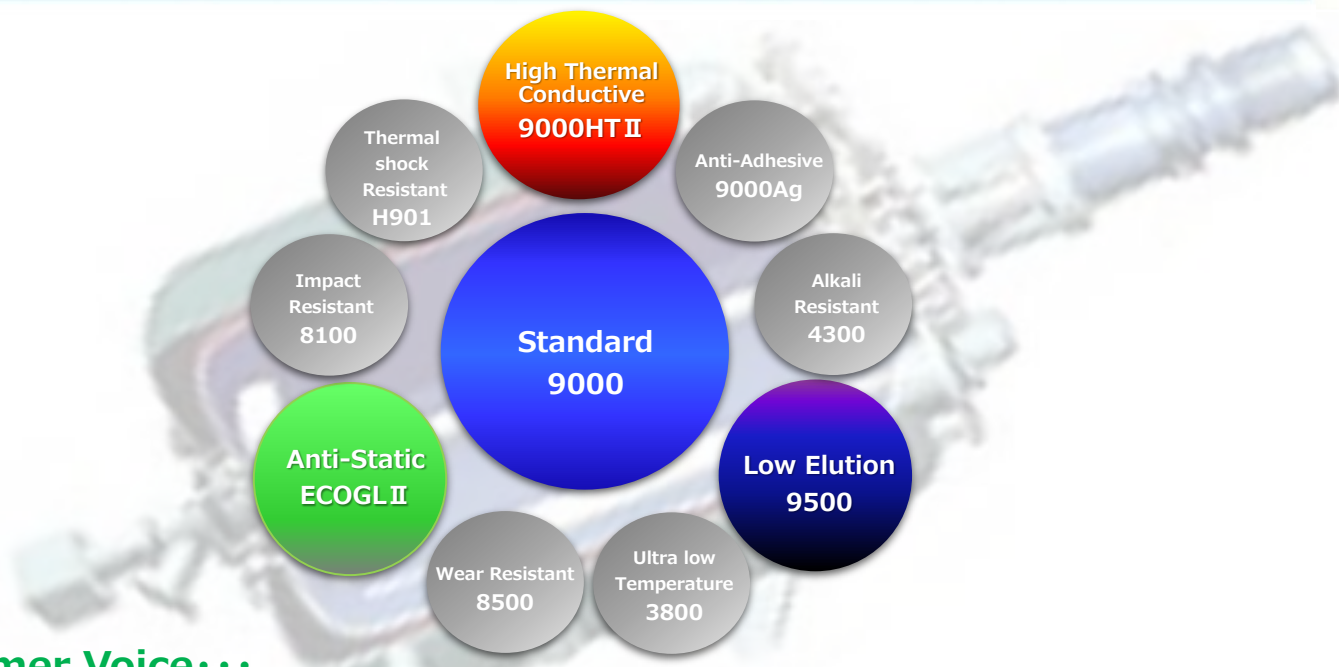 High Thermal
Conductive
9000HTⅡ
Thermal
shock
Resistant
H901
Anti-Adhesive
9000Ag
Impact
Resistant
8100
Alkali
Resistant
4300
Standard
9000
Anti-Static
ECOGLⅡ
Low Elution
9500
Wear Resistant
8500
Ultra low
Temperature
3800
mer Voice･･･